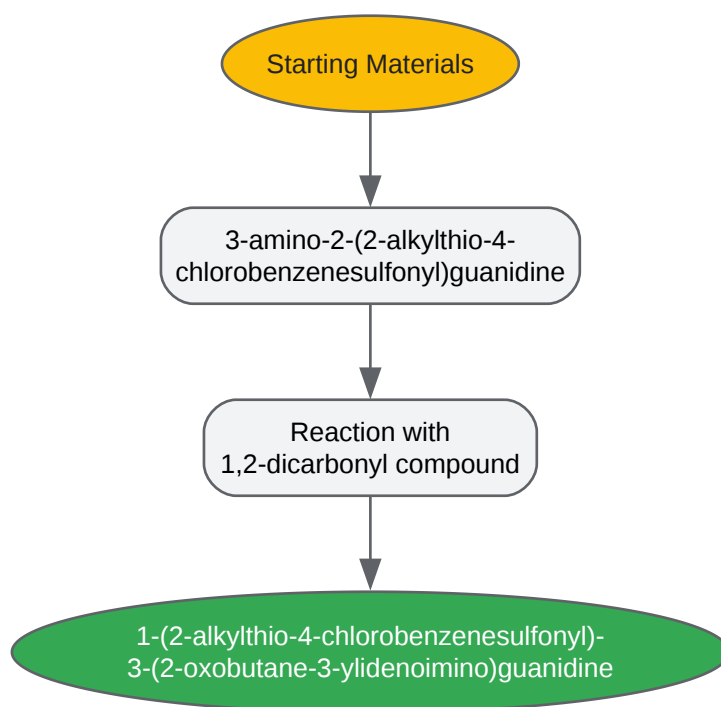 Starting Materials
3-amino-2-(2-alkylthio-4-
chlorobenzenesulfonyl)guanidine
Reaction with
1,2-dicarbonyl compound
1-(2-alkylthio-4-chlorobenzenesulfonyl)-
3-(2-oxobutane-3-ylidenoimino)guanidine